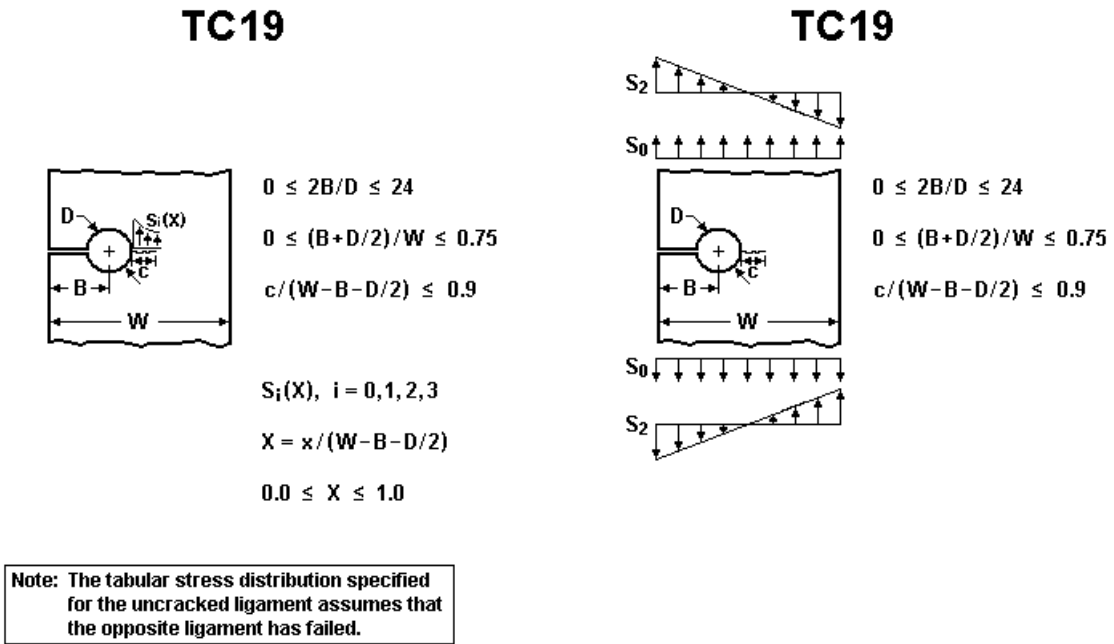 TC19
D
Sᵢ(X)
c
B
W
0 ≤ 2B/D ≤ 24
0 ≤ (B+D/2)/W ≤ 0.75
c/(W−B−D/2) ≤ 0.9
Sᵢ(X), i = 0,1,2,3
X = x/(W−B−D/2)
0.0 ≤ X ≤ 1.0
Note: The tabular stress distribution specified
for the uncracked ligament assumes that
the opposite ligament has failed.
TC19
S₂
S₀
D
c
B
W
0 ≤ 2B/D ≤ 24
0 ≤ (B+D/2)/W ≤ 0.75
c/(W−B−D/2) ≤ 0.9
S₀
S₂